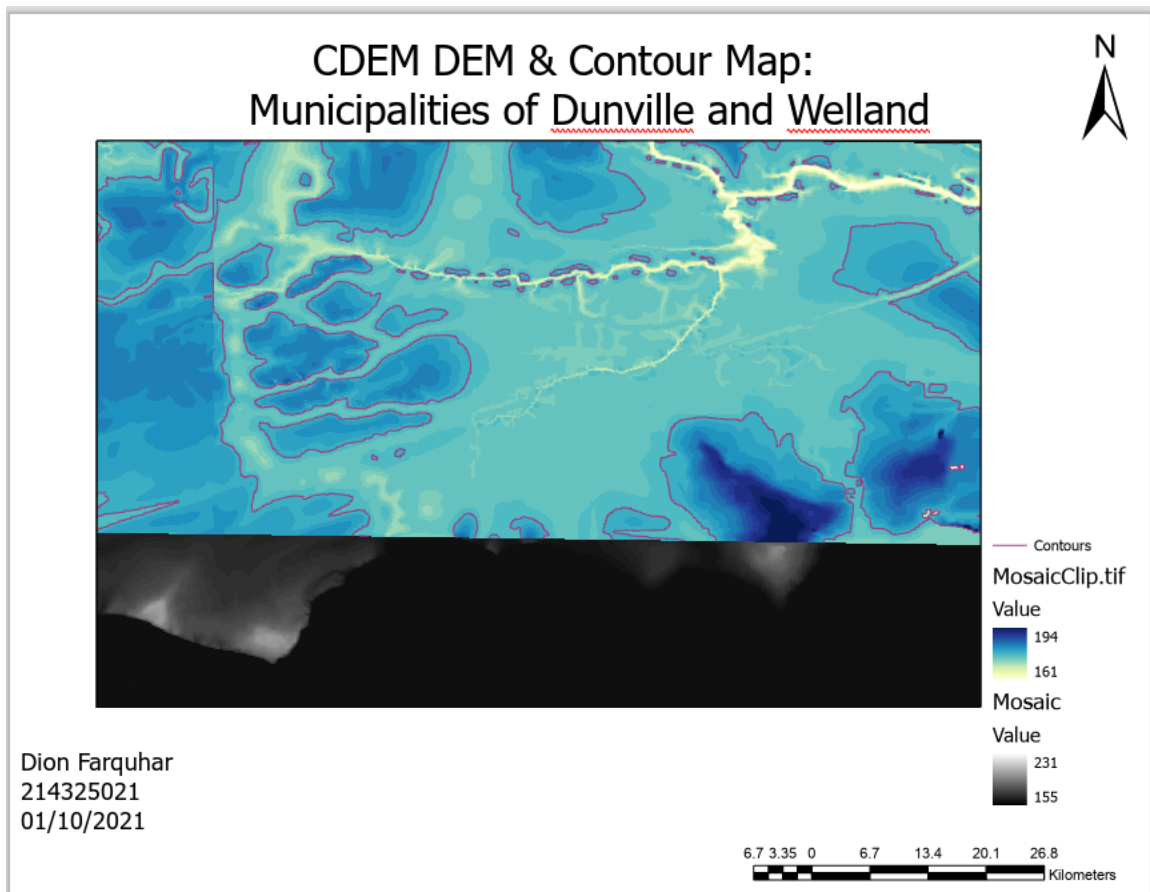 N
CDEM DEM & Contour Map:
Municipalities of Dunville and Welland
Contours
MosaicClip.tif
Value
194
161
Mosaic
Value
231
155
Dion Farquhar
214325021
01/10/2021
6.7 3.35 0 6.7 13.4 20.1 26.8
Kilometers